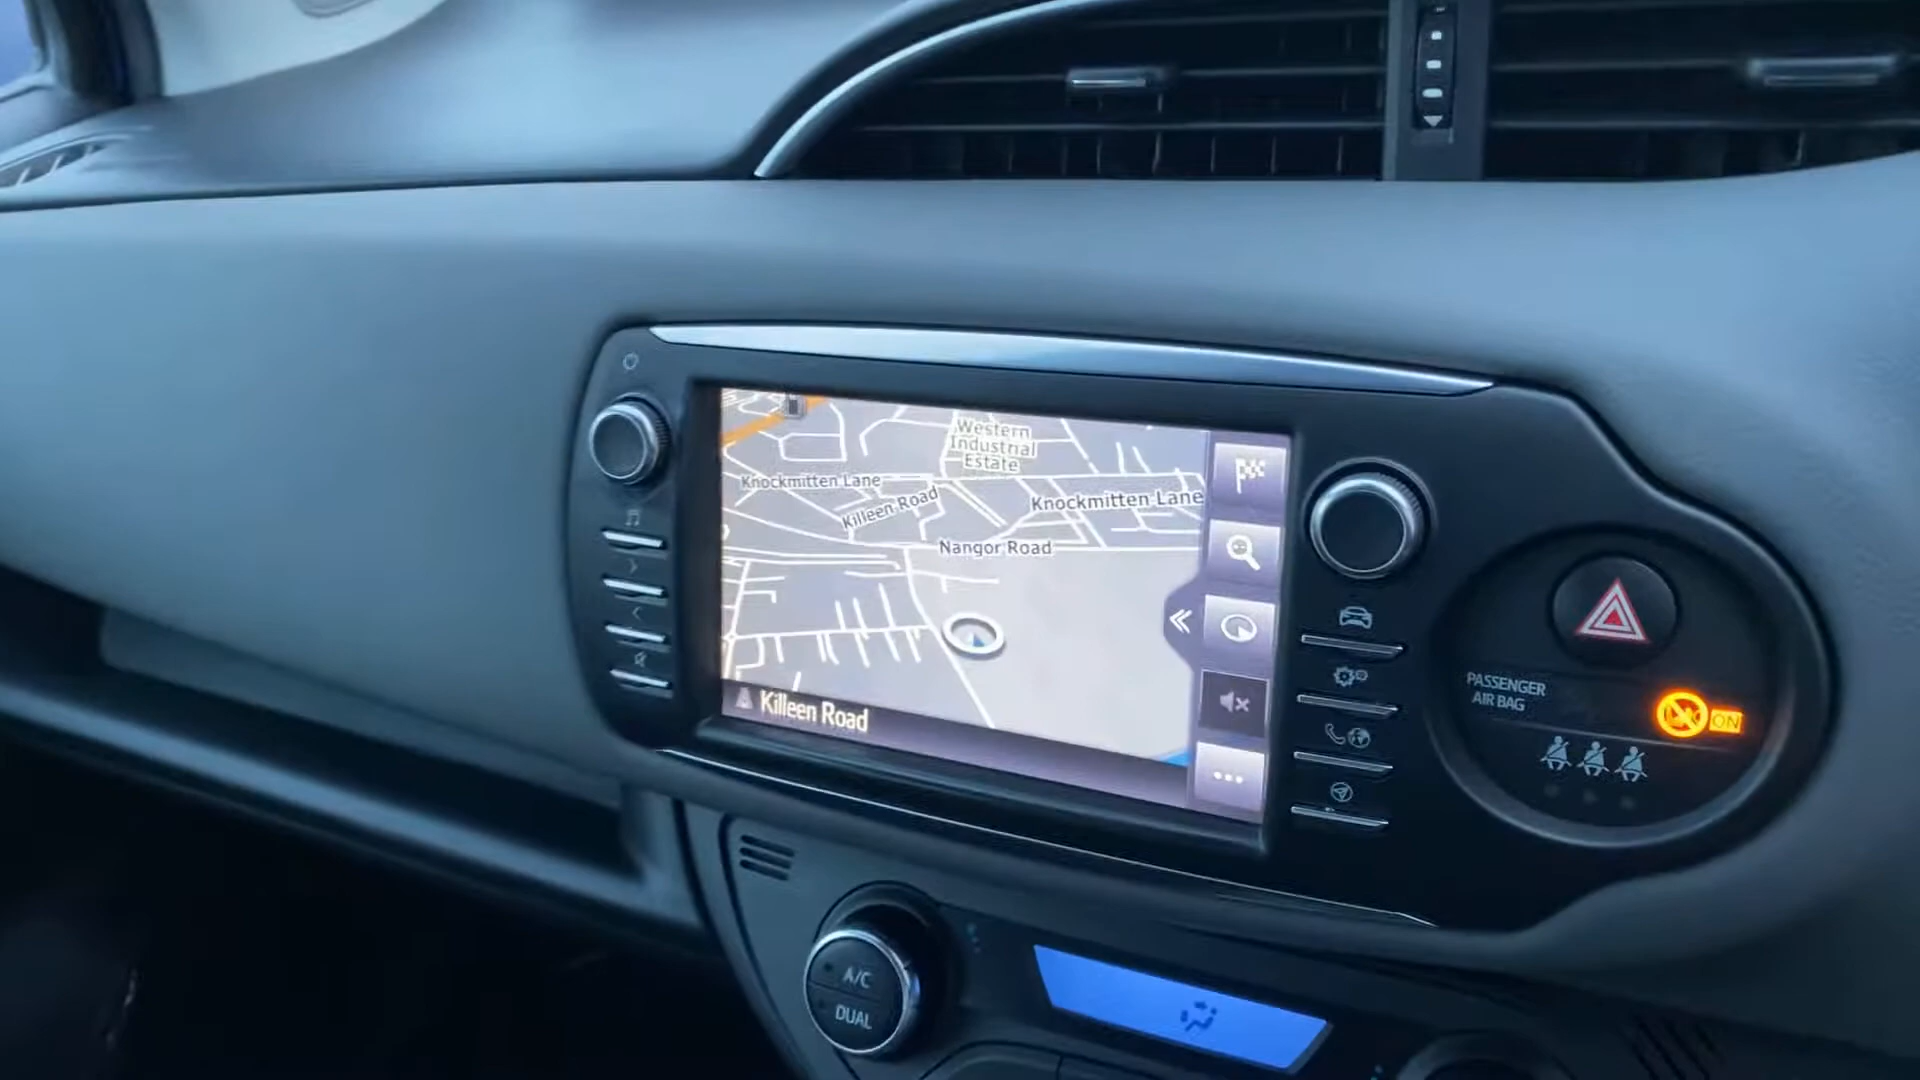 Western
Industrial
Estate
Knockmitten Lane
Killeen Road
Knockmitten Lane
Nangor Road
Killeen Road
PASSENGER
AIR BAG
ON
A/C
DUAL